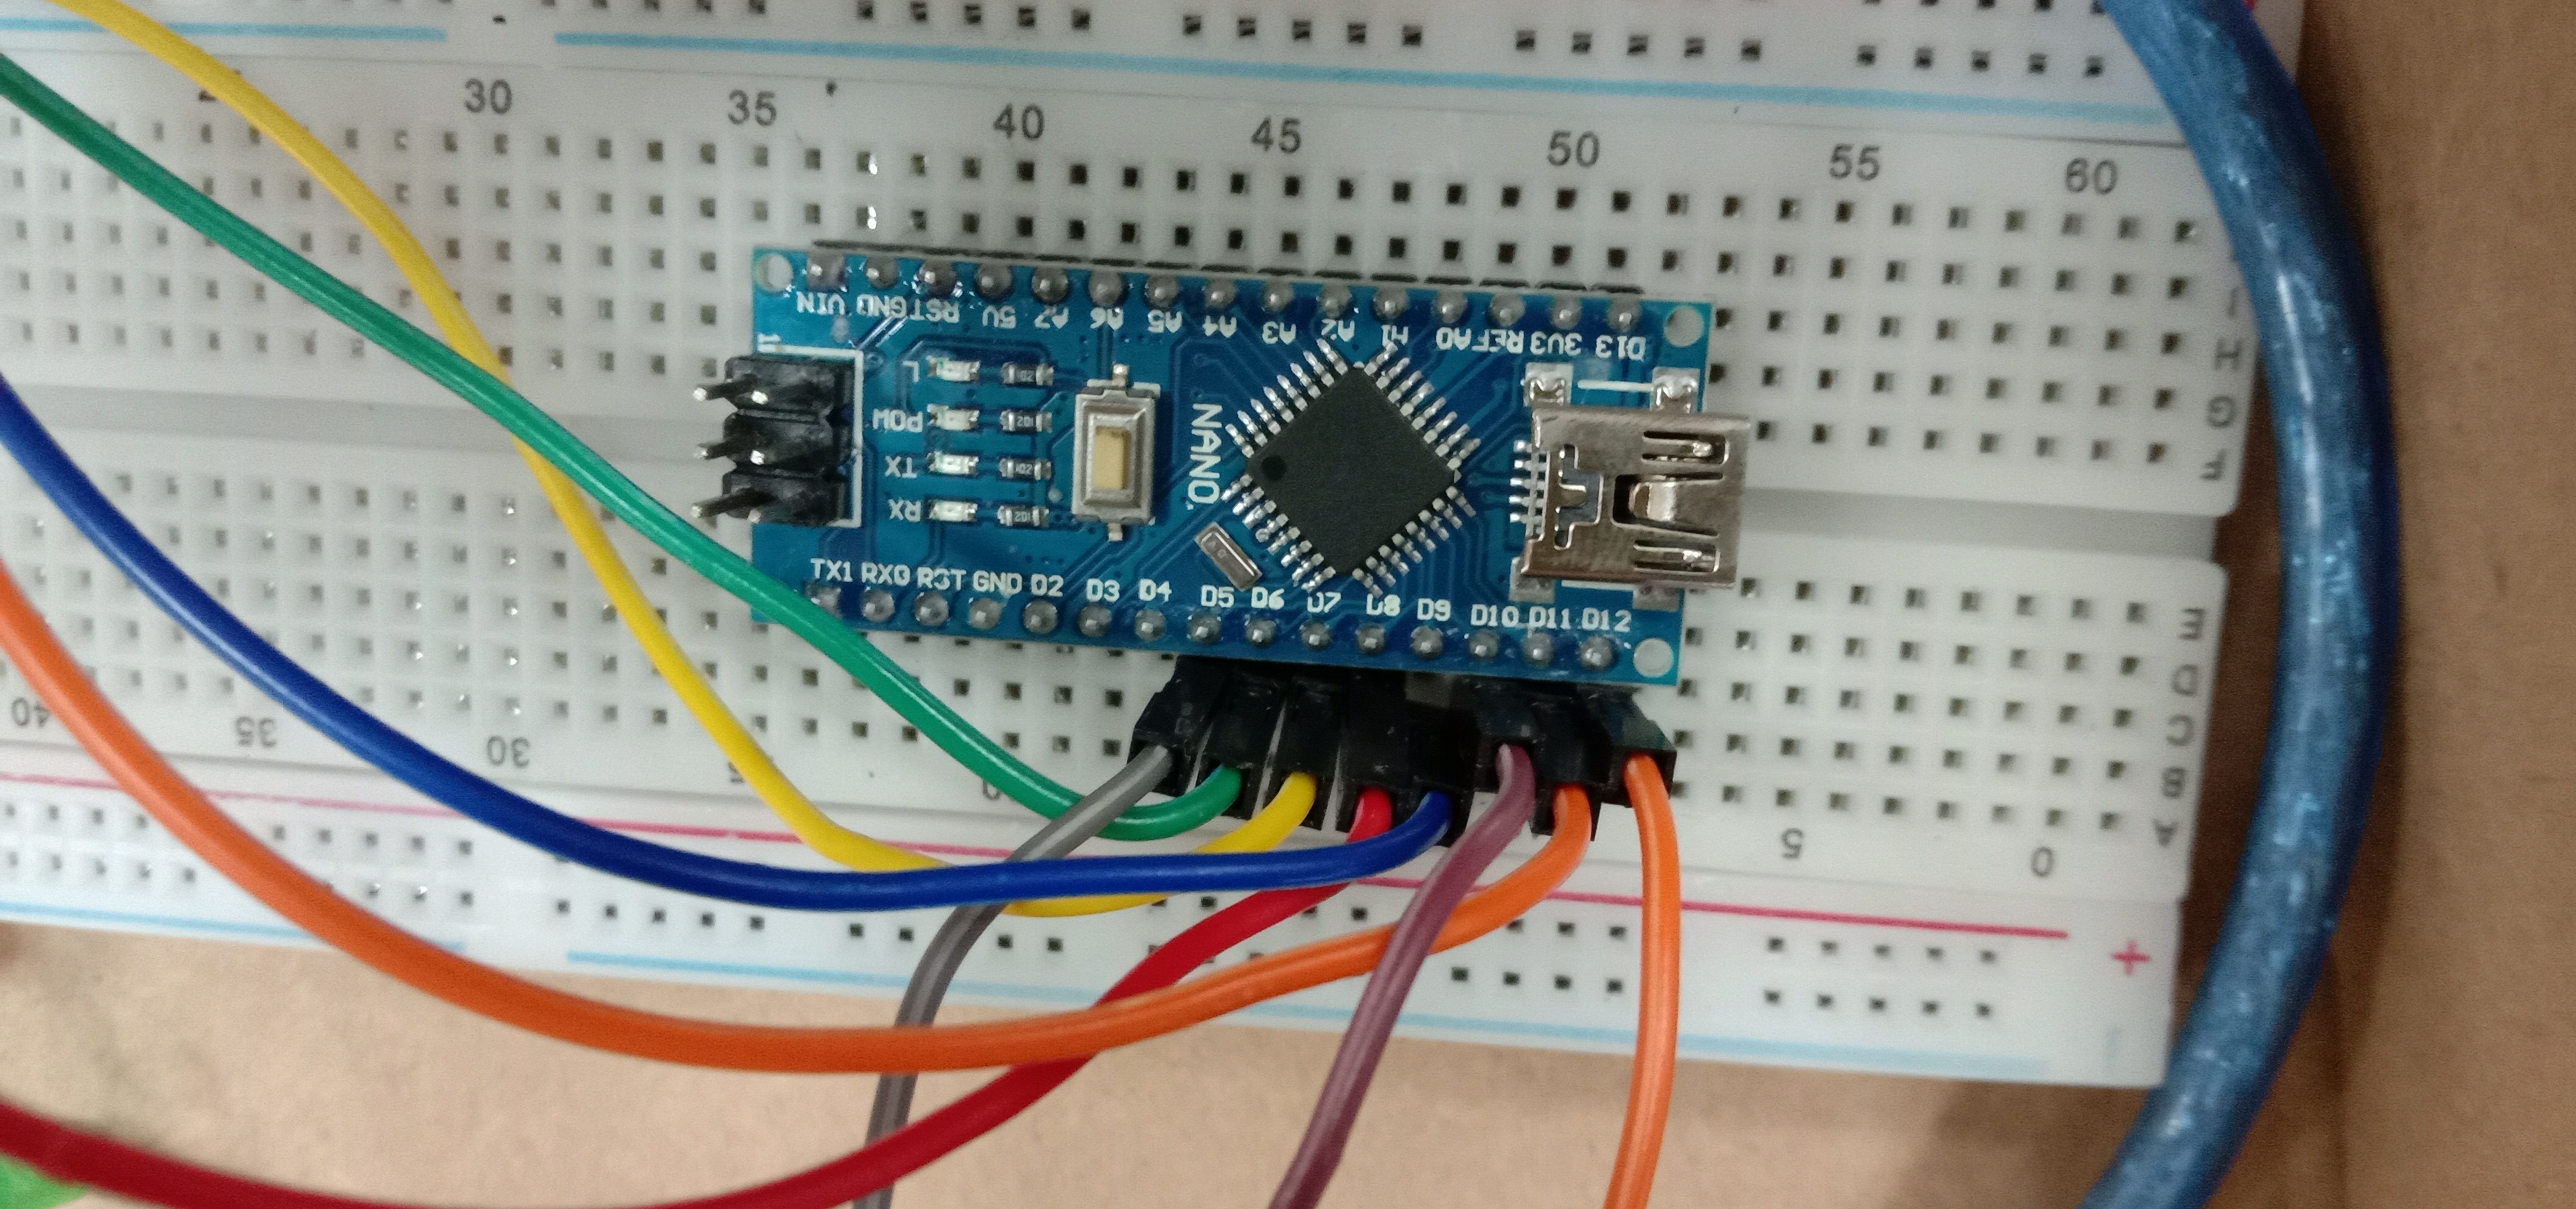 30 35 40 45 50 55 60
VIN GND RST 5V A7 A6 A5 A4 A3 A2 A1 A0 REF 3V3 D13
L
POW
TX
RX
NANO
TX1 RX0 RST GND D2 D3 D4 D5 D6 D7 D8 D9 D10 D11 D12
I
H
G
F
E
D
C
B
A
40 35 30 5 0
+